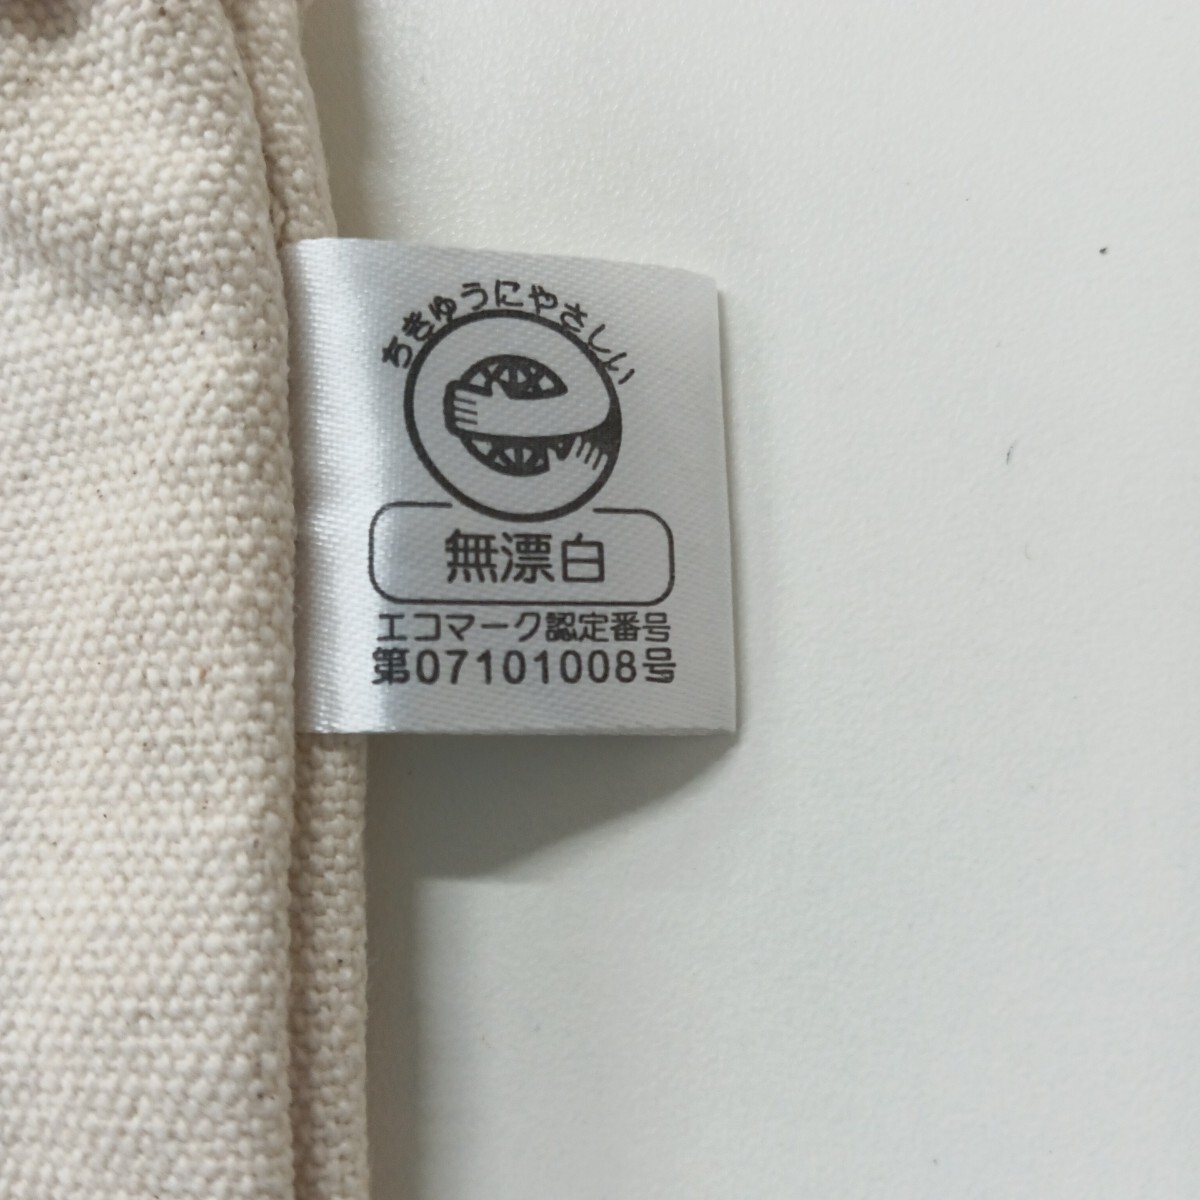 ちきゅうにやさしい
無漂白
エコマーク認定番号
第07101008号